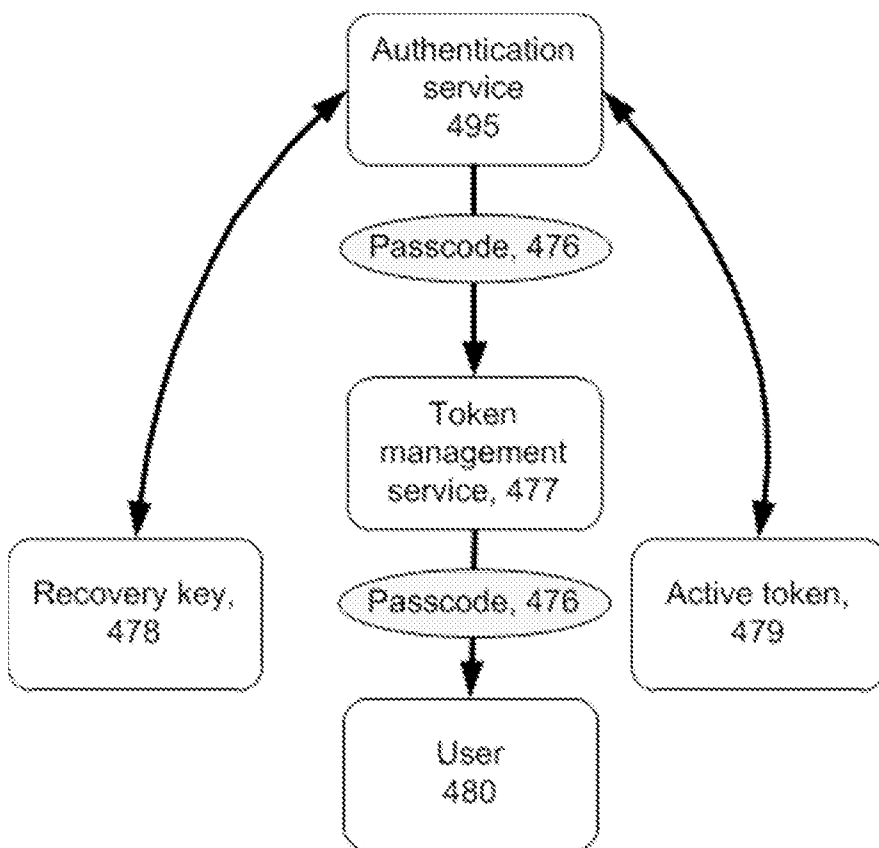 Authentication
service
495
Passcode, 476
Token
management
service, 477
Recovery key,
478
Passcode, 476
Active token,
479
User
480